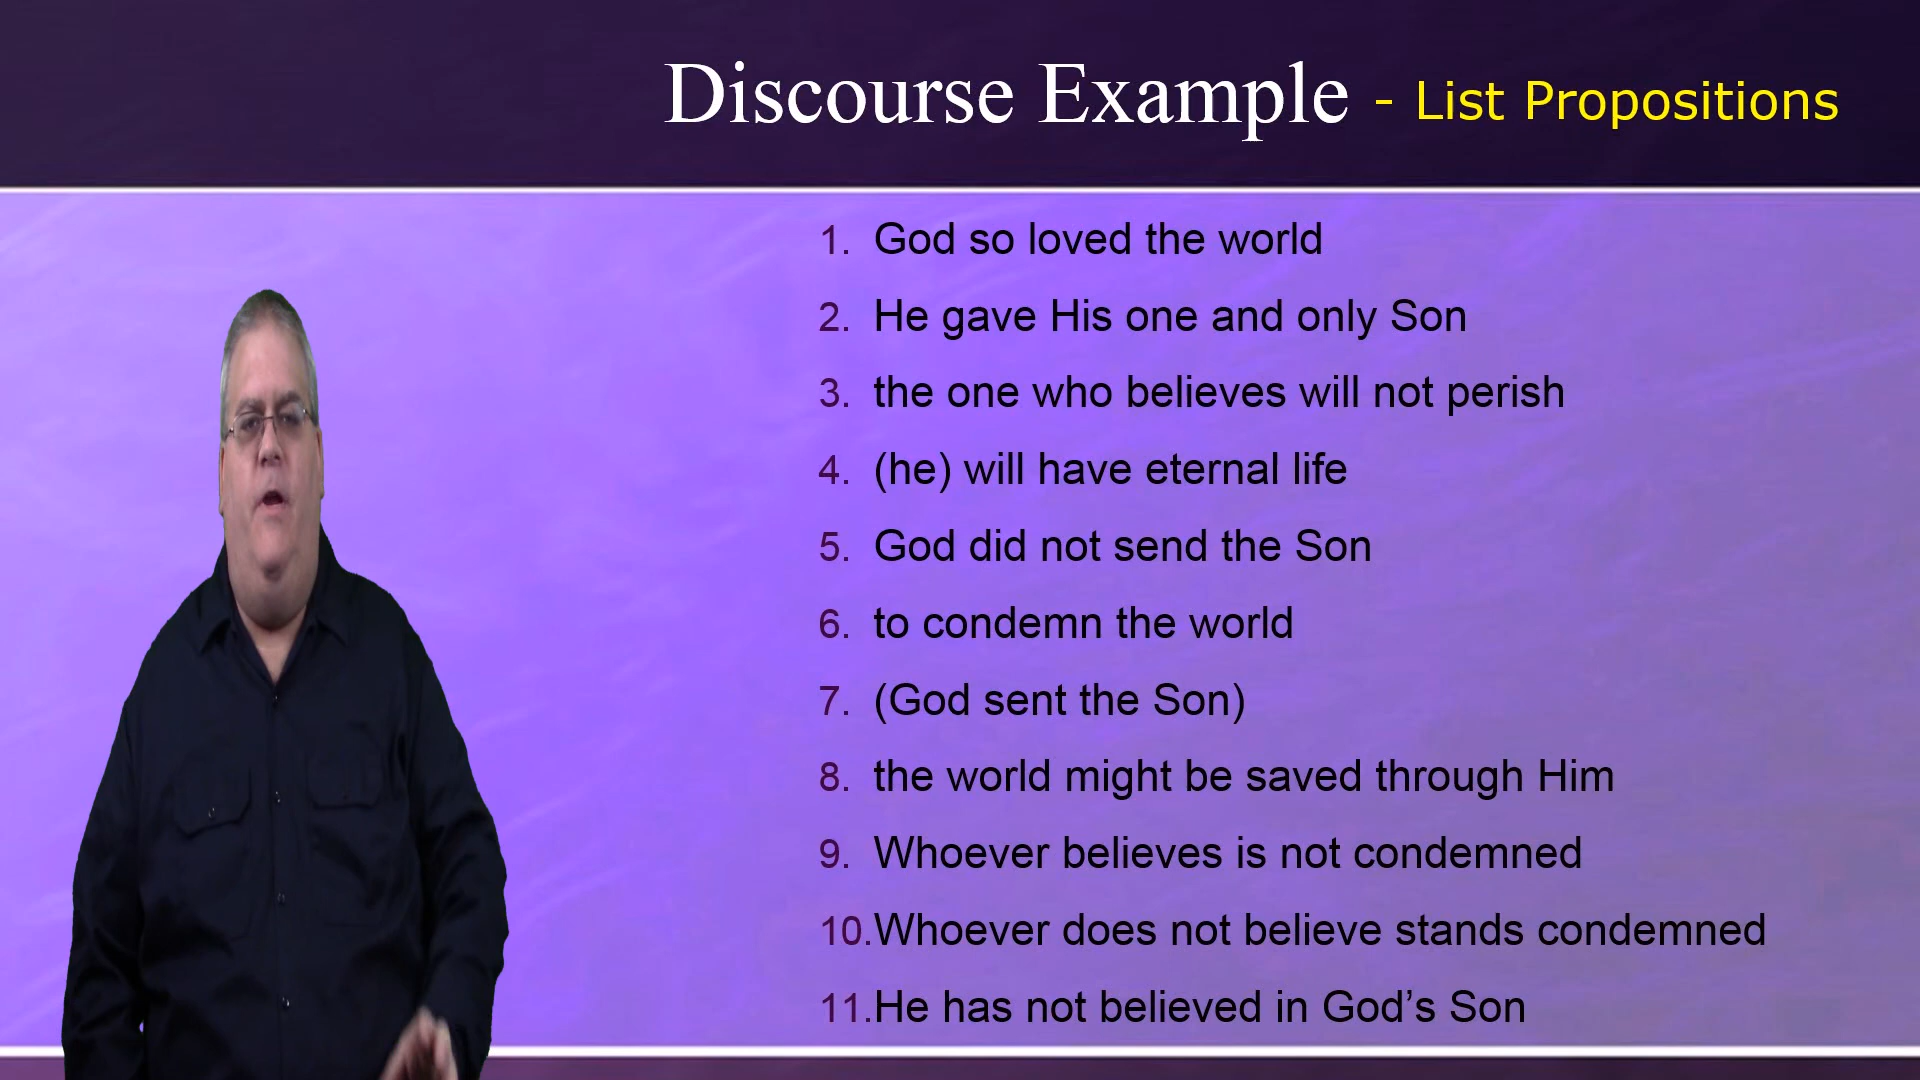 Discourse Example - List Propositions
1. God so loved the world
2. He gave His one and only Son
3. the one who believes will not perish
4. (he) will have eternal life
5. God did not send the Son
6. to condemn the world
7. (God sent the Son)
8. the world might be saved through Him
9. Whoever believes is not condemned
10. Whoever does not believe stands condemned
11. He has not believed in God’s Son